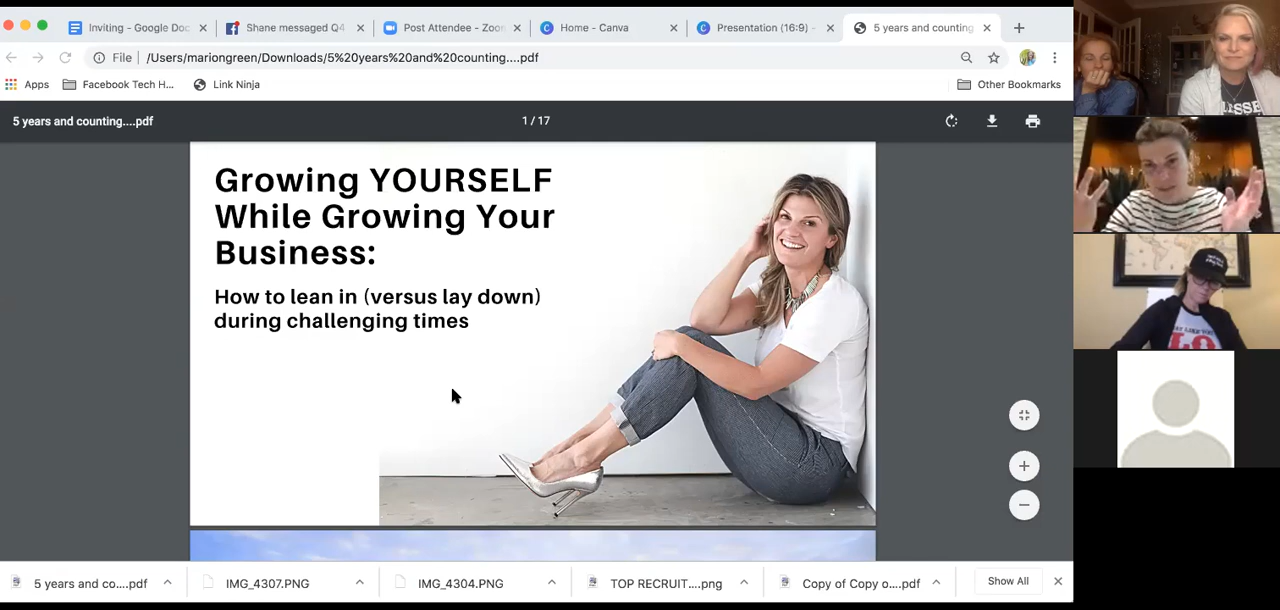 Inviting - Google Doc
Shane messaged Q4
Post Attendee - Zoo
Home - Canva
Presentation (16:9) -
5 years and counting
File
/Users/mariongreen/Downloads/5%20years%20and%20counting....pdf
Apps
Facebook Tech H...
Link Ninja
Other Bookmarks
5 years and counting....pdf
1 / 17
Growing YOURSELF
While Growing Your
Business:
How to lean in (versus lay down)
during challenging times
5 years and co....pdf
IMG_4307.PNG
IMG_4304.PNG
TOP RECRUIT....png
Copy of Copy o....pdf
Show All